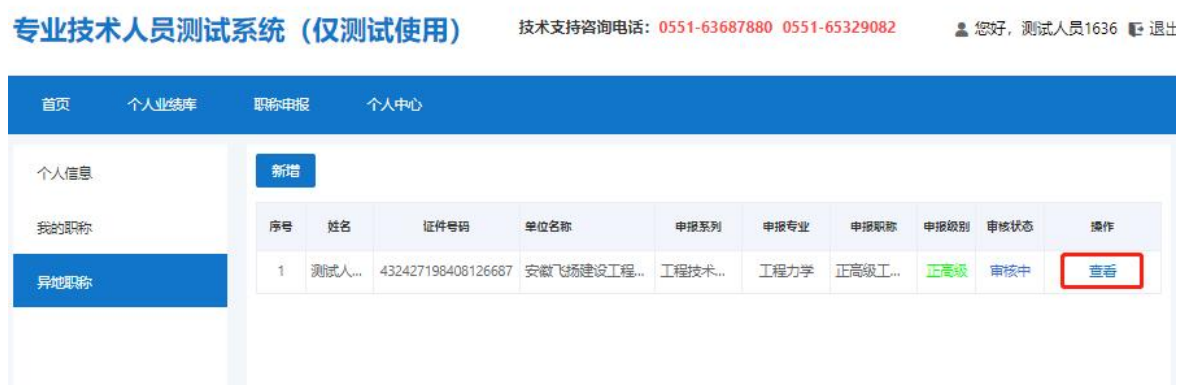 专业技术人员测试系统（仅测试使用） 技术支持咨询电话：0551-63687880 0551-65329082 您好，测试人员1636 退出
首页 个人业绩库 职称申报 个人中心
个人信息
我的职称
异地职称
新增
序号 姓名 证件号码 单位名称 申报系列 申报专业 申报职称 申报级别 审核状态 操作
1 测试人... 432427198408126687 安徽飞扬建设工程... 工程技术... 工程力学 正高级工... 正高级 审核中 查看